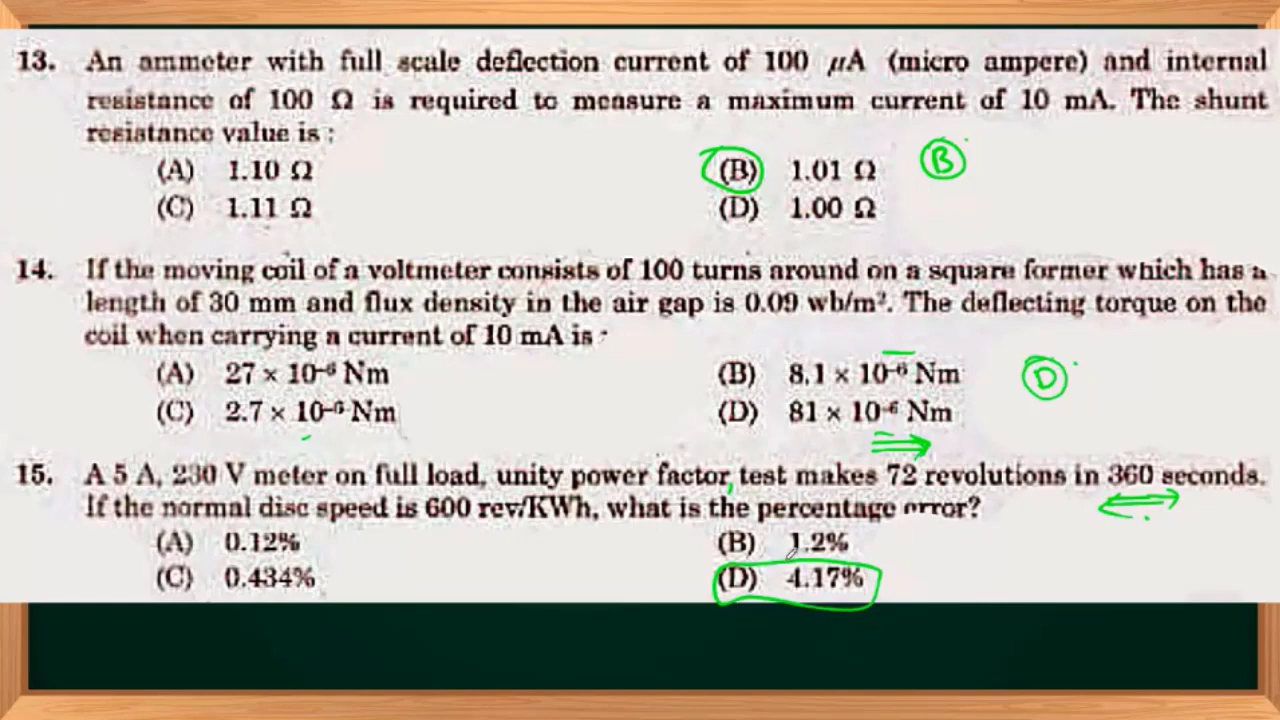 13. An ammeter with full scale deflection current of 100 μA (micro ampere) and internal
resistance of 100 Ω is required to measure a maximum current of 10 mA. The shunt
resistance value is :
(A) 1.10 Ω (B) 1.01 Ω B
(C) 1.11 Ω (D) 1.00 Ω
14. If the moving coil of a voltmeter consists of 100 turns around on a square former which has a
length of 30 mm and flux density in the air gap is 0.09 wb/m². The deflecting torque on the
coil when carrying a current of 10 mA is :
(A) 27 × 10⁻⁶ Nm (B) 8.1 × 10⁻⁶ Nm D
(C) 2.7 × 10⁻⁶ Nm (D) 81 × 10⁻⁶ Nm
15. A 5 A, 230 V meter on full load, unity power factor, test makes 72 revolutions in 360 seconds.
If the normal disc speed is 600 rev/KWh, what is the percentage error?
(A) 0.12% (B) 1.2%
(C) 0.434% (D) 4.17%